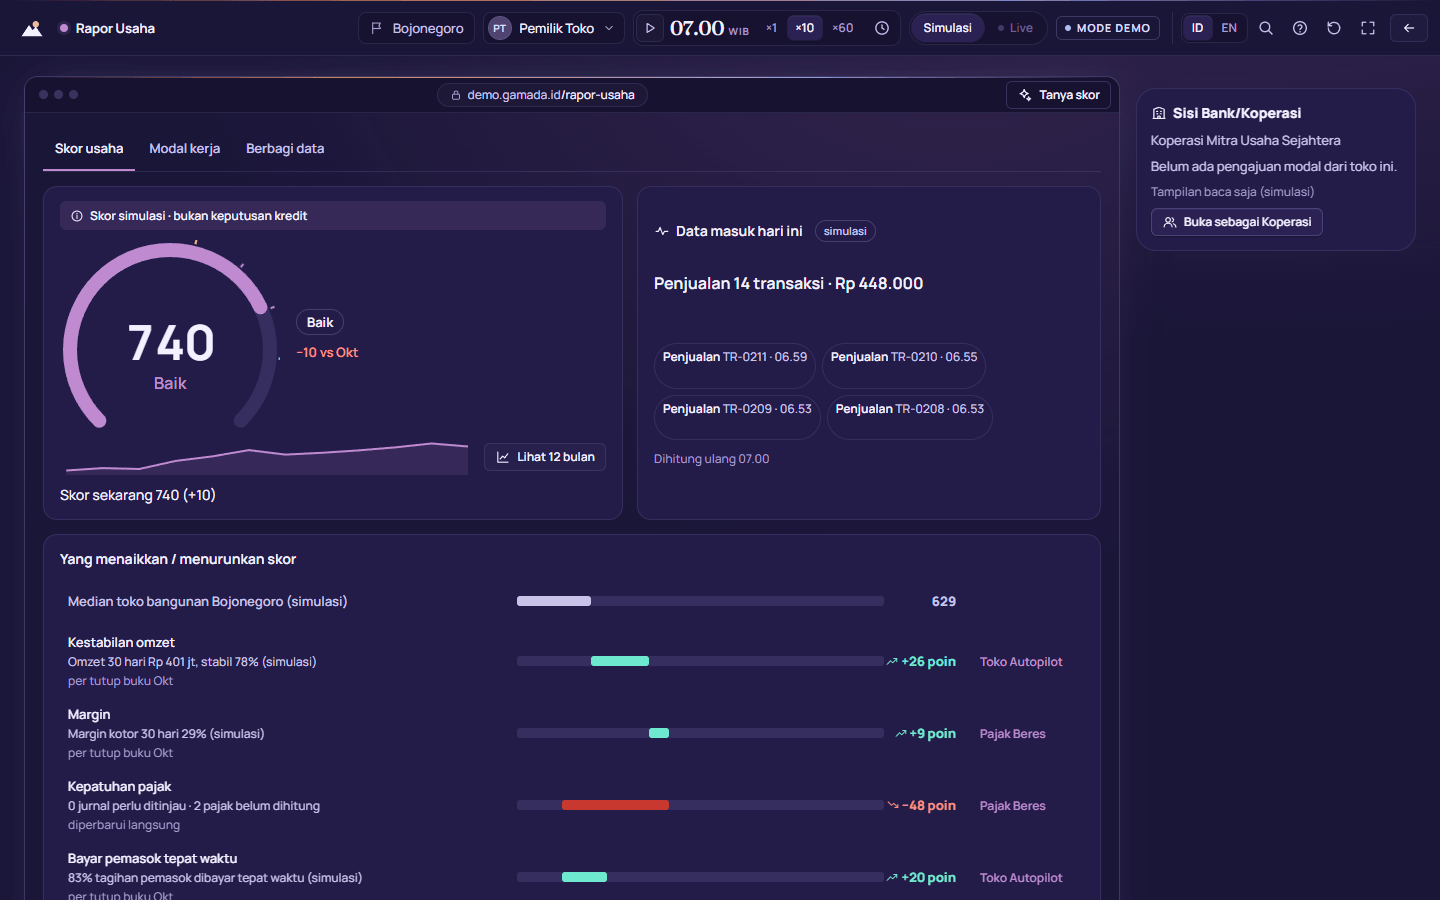 Rapor Usaha
Bojonegoro
PT Pemilik Toko
07.00 WIB
×1 ×10 ×60
Simulasi Live
MODE DEMO
ID EN
demo.gamada.id/rapor-usaha
Tanya skor
Skor usaha Modal kerja Berbagi data
Skor simulasi · bukan keputusan kredit
740
Baik
Baik
−10 vs Okt
Lihat 12 bulan
Skor sekarang 740 (+10)
Data masuk hari ini simulasi
Penjualan 14 transaksi · Rp 448.000
Penjualan TR-0211 · 06.59 Penjualan TR-0210 · 06.55
Penjualan TR-0209 · 06.53 Penjualan TR-0208 · 06.53
Dihitung ulang 07.00
Sisi Bank/Koperasi
Koperasi Mitra Usaha Sejahtera
Belum ada pengajuan modal dari toko ini.
Tampilan baca saja (simulasi)
Buka sebagai Koperasi
Yang menaikkan / menurunkan skor
Median toko bangunan Bojonegoro (simulasi) 629
Kestabilan omzet
Omzet 30 hari Rp 401 jt, stabil 78% (simulasi) +26 poin Toko Autopilot
per tutup buku Okt
Margin
Margin kotor 30 hari 29% (simulasi) +9 poin Pajak Beres
per tutup buku Okt
Kepatuhan pajak
0 jurnal perlu ditinjau · 2 pajak belum dihitung −48 poin Pajak Beres
diperbarui langsung
Bayar pemasok tepat waktu
83% tagihan pemasok dibayar tepat waktu (simulasi) +20 poin Toko Autopilot
per tutup buku Okt